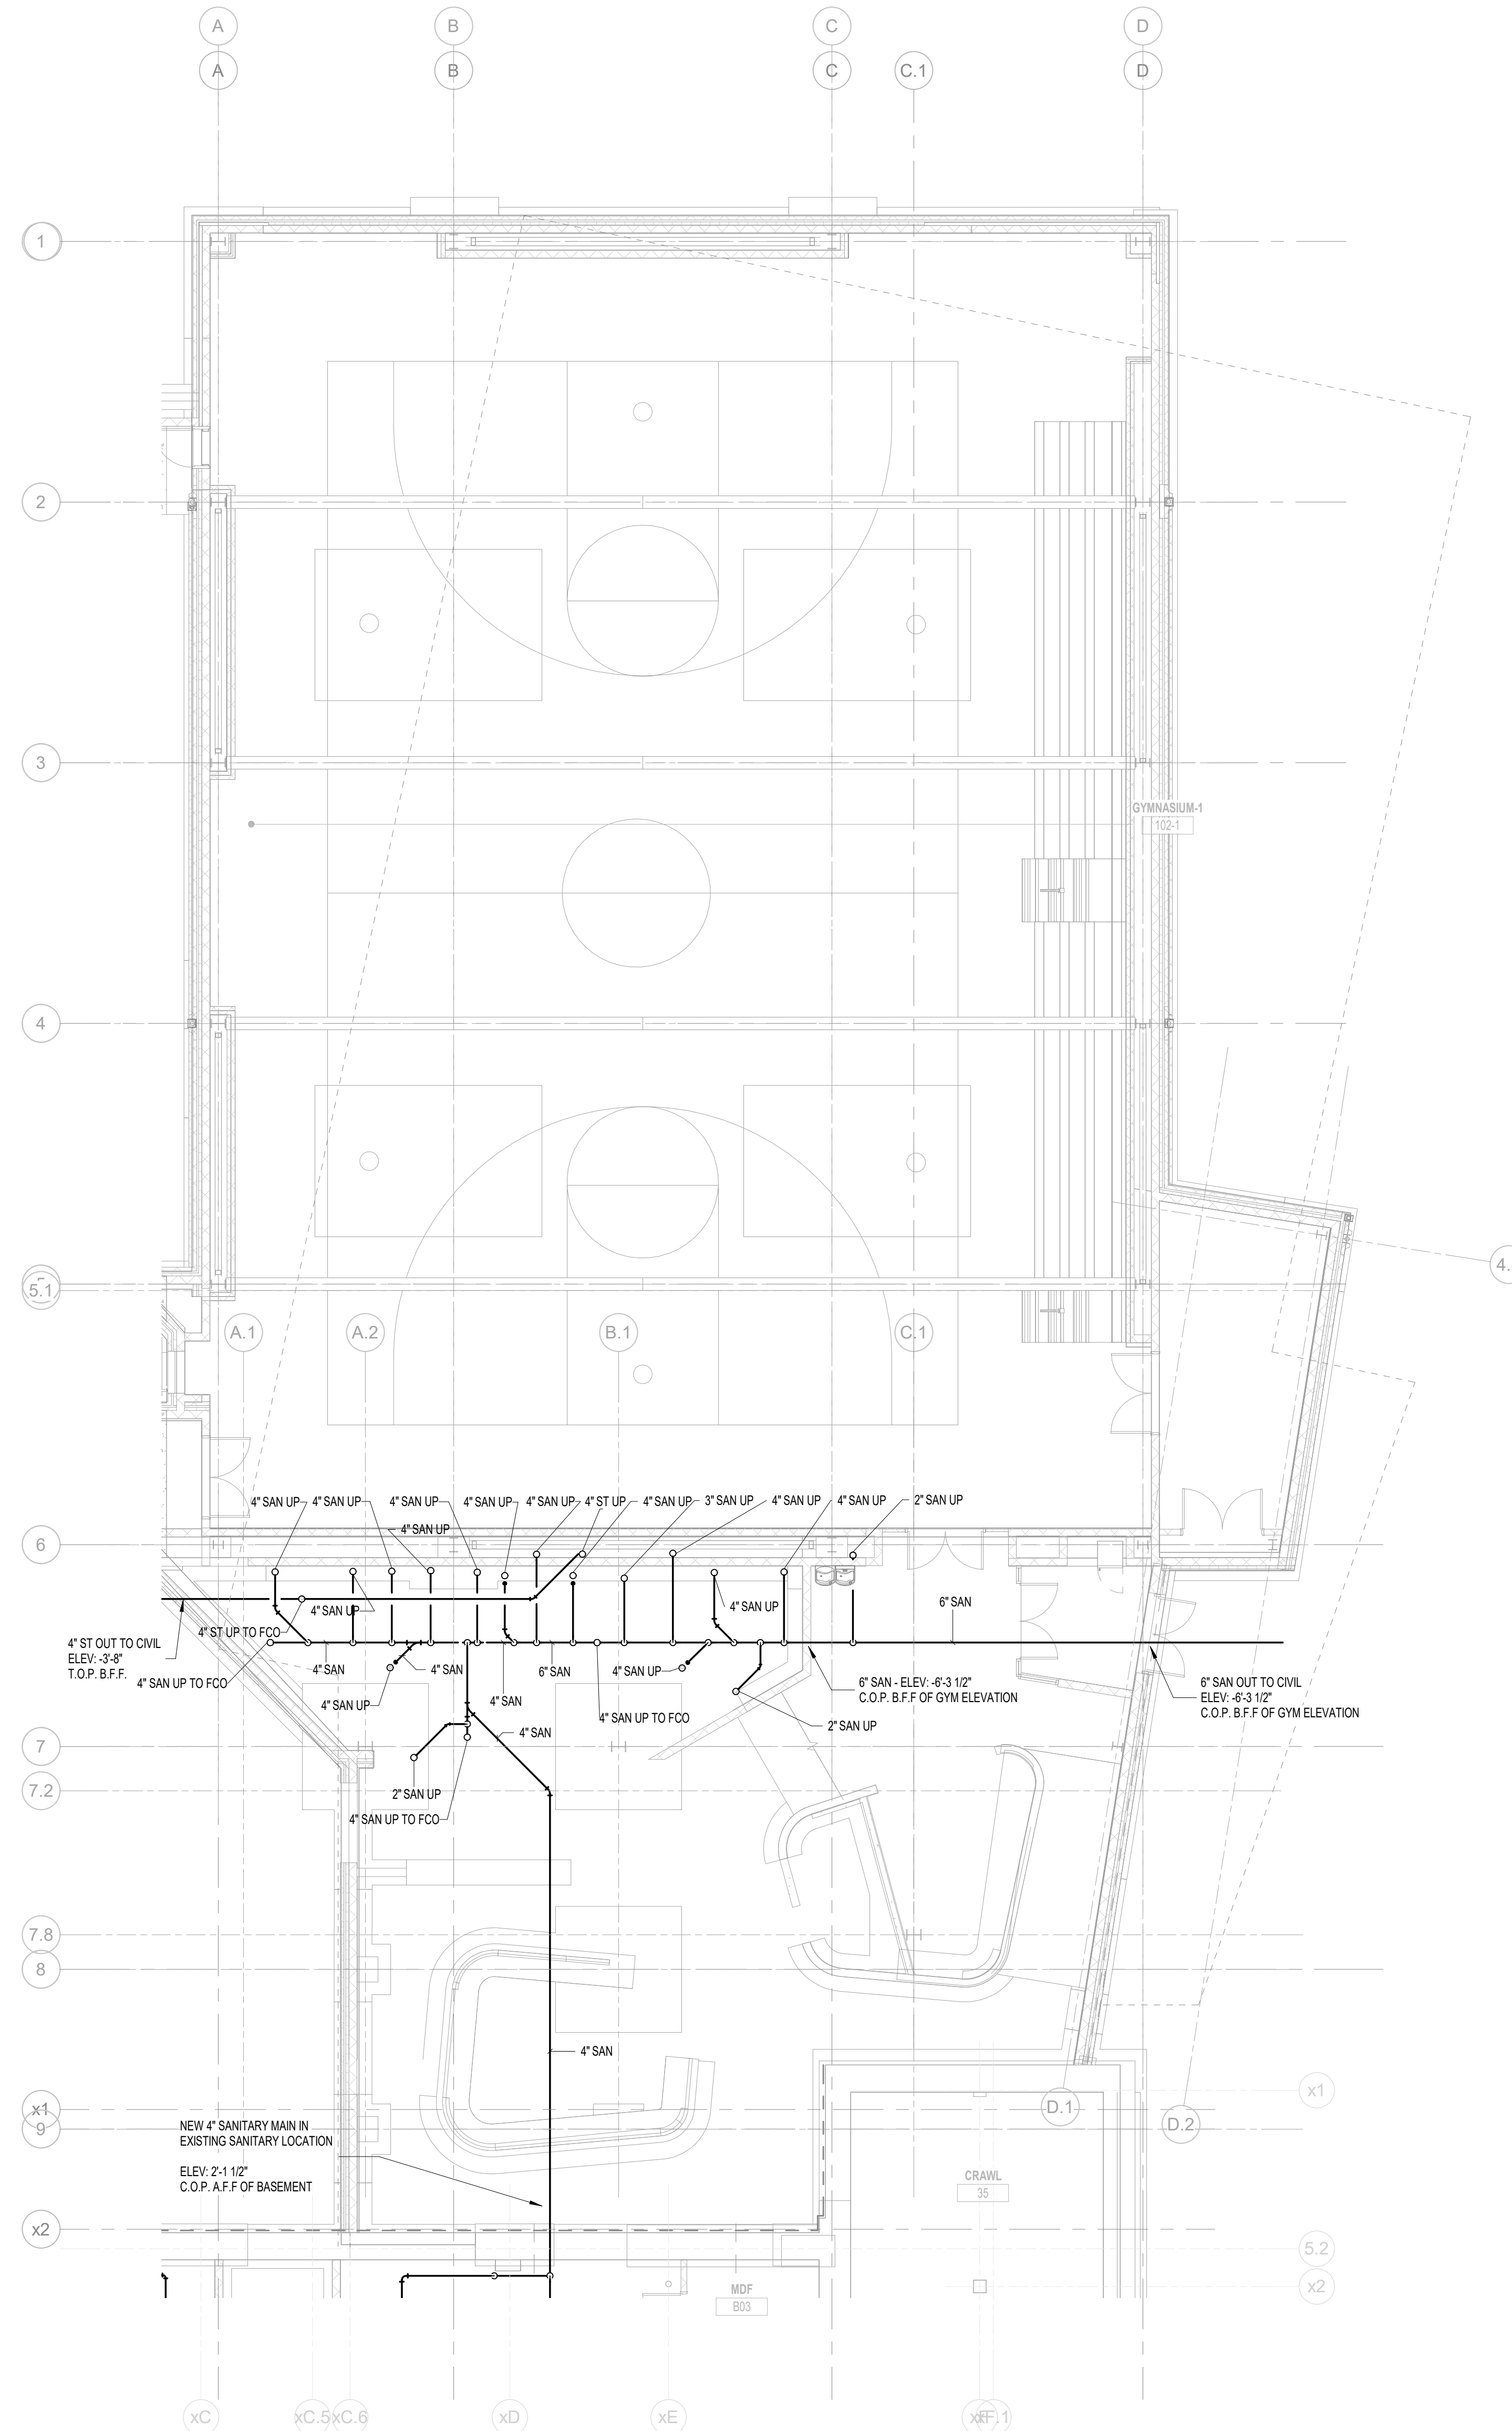 A
B
C
D
A
B
C
C.1
D
1
2
3
GYMNASIUM-1
102-1
4
4.
5.1
A.1
A.2
B.1
C.1
4" SAN UP
4" SAN UP
4" SAN UP
4" SAN UP
4" SAN UP
4" ST UP
4" SAN UP
3" SAN UP
4" SAN UP
4" SAN UP
2" SAN UP
4" SAN UP
6
4" SAN UP
4" SAN UP
6" SAN
4" ST UP TO FCO
4" ST OUT TO CIVIL
ELEV: -3'-8"
T.O.P. B.F.F.
4" SAN UP TO FCO
4" SAN
4" SAN
6" SAN
4" SAN UP
4" SAN UP
4" SAN
6" SAN - ELEV: -6'-3 1/2"
C.O.P. B.F.F OF GYM ELEVATION
6" SAN OUT TO CIVIL
ELEV: -6'-3 1/2"
C.O.P. B.F.F OF GYM ELEVATION
4" SAN UP TO FCO
2" SAN UP
4" SAN
7
7.2
2" SAN UP
4" SAN UP TO FCO
7.8
8
4" SAN
x1
x1
9
D.1
D.2
NEW 4" SANITARY MAIN IN
EXISTING SANITARY LOCATION
ELEV: 2'-1 1/2"
C.O.P. A.F.F OF BASEMENT
CRAWL
35
x2
5.2
x2
MDF
B03
xC
xC.5
xC.6
xD
xE
xF.1